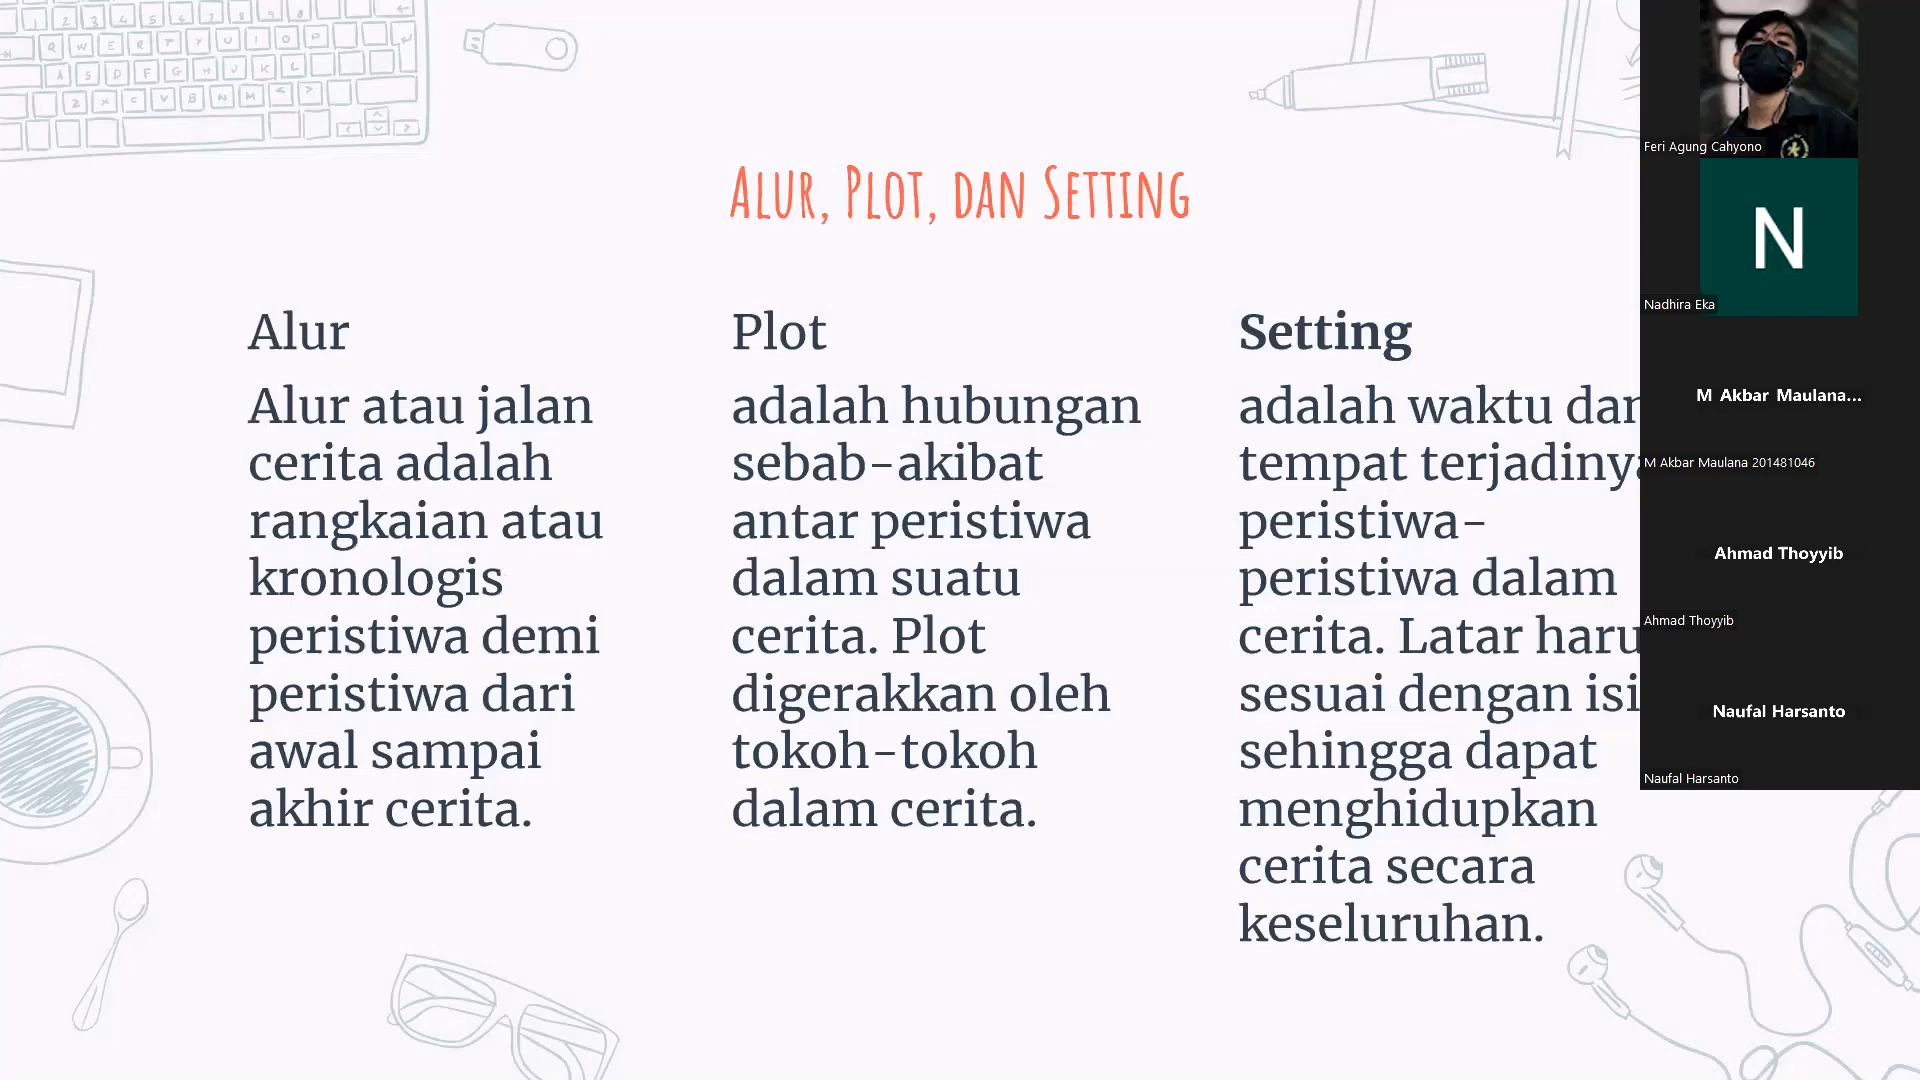 ALUR, PLOT, DAN SETTING
Alur
Alur atau jalan
cerita adalah
rangkaian atau
kronologis
peristiwa demi
peristiwa dari
awal sampai
akhir cerita.
Plot
adalah hubungan
sebab-akibat
antar peristiwa
dalam suatu
cerita. Plot
digerakkan oleh
tokoh-tokoh
dalam cerita.
Setting
adalah waktu dan
tempat terjadinya
peristiwa-
peristiwa dalam
cerita. Latar haru
sesuai dengan isi
sehingga dapat
menghidupkan
cerita secara
keseluruhan.
Feri Agung Cahyono
N
Nadhira Eka
M Akbar Maulana...
M Akbar Maulana 201481046
Ahmad Thoyyib
Ahmad Thoyyib
Naufal Harsanto
Naufal Harsanto